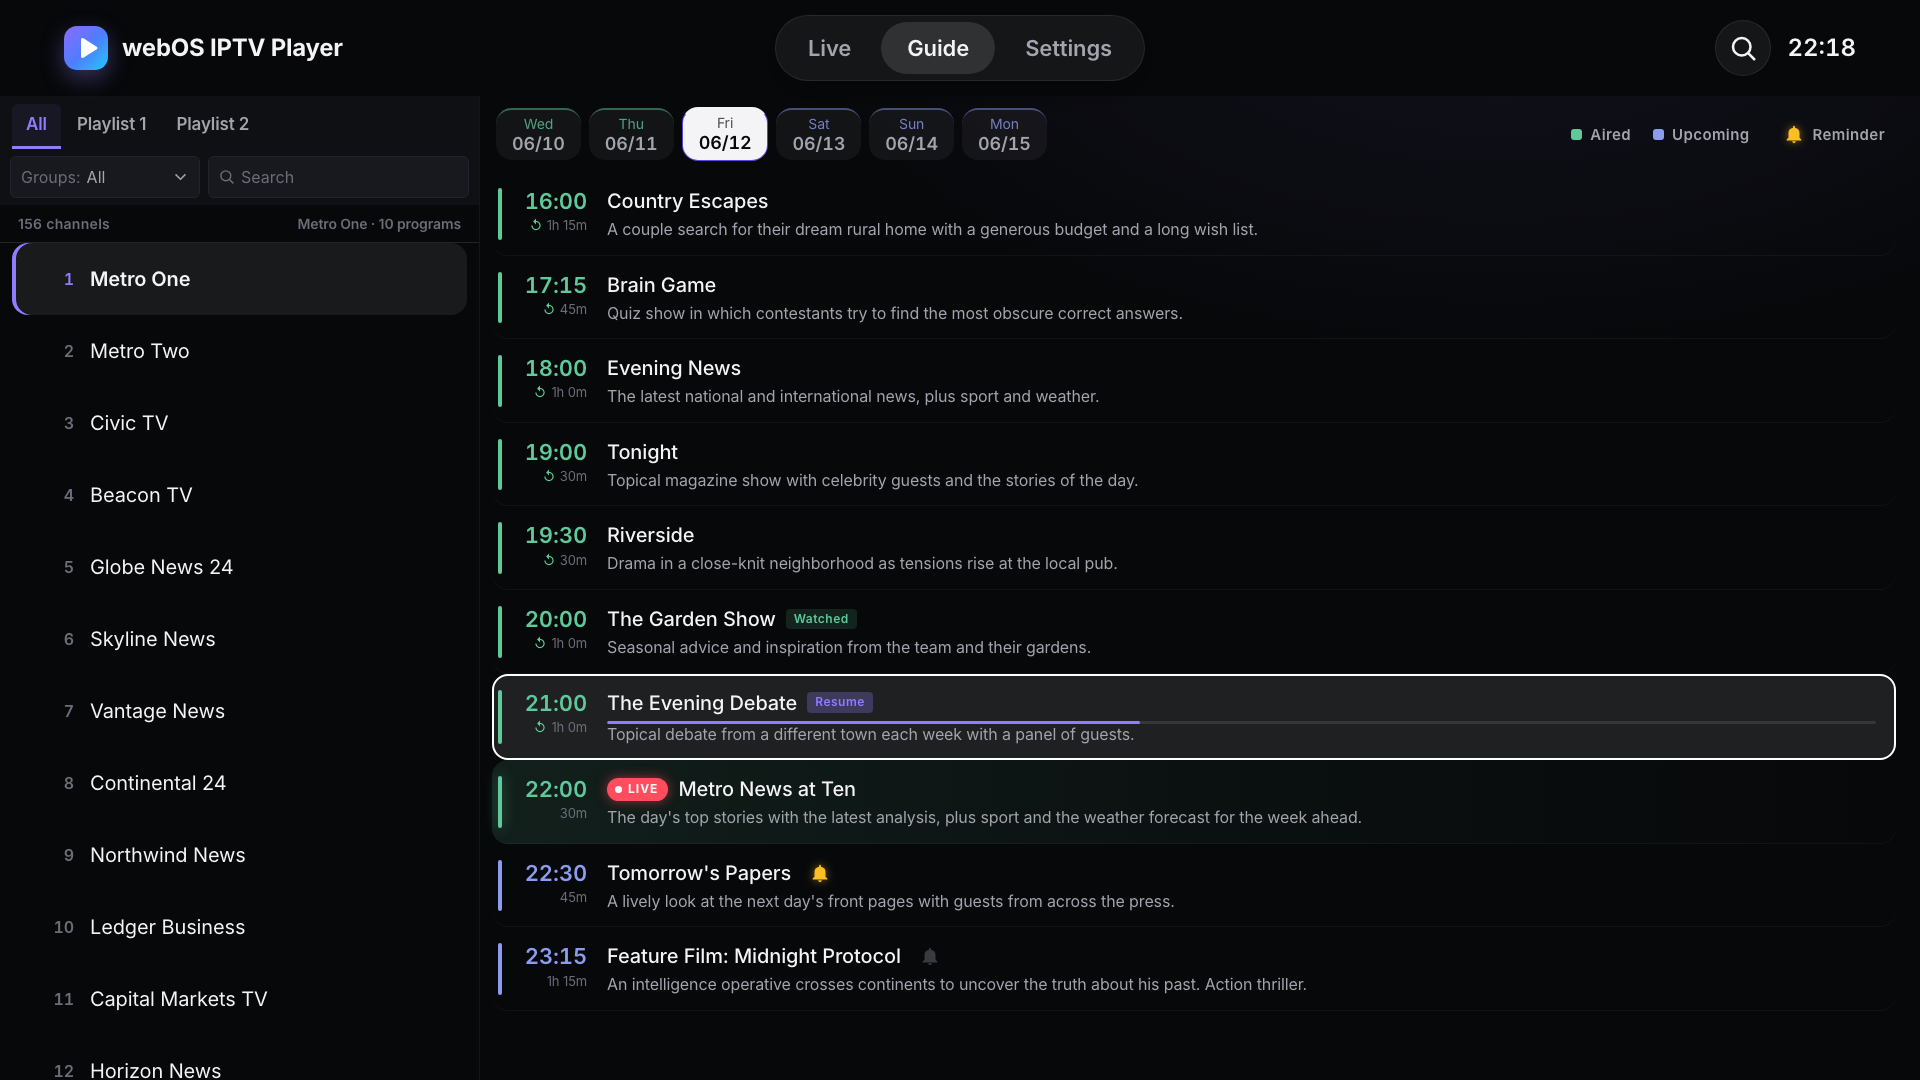 webOS IPTV Player
Live
Guide
Settings
22:18
All
Playlist 1
Playlist 2
Groups: All
Search
156 channels
Metro One · 10 programs
1 Metro One
2 Metro Two
3 Civic TV
4 Beacon TV
5 Globe News 24
6 Skyline News
7 Vantage News
8 Continental 24
9 Northwind News
10 Ledger Business
11 Capital Markets TV
12 Horizon News
Wed
06/10
Thu
06/11
Fri
06/12
Sat
06/13
Sun
06/14
Mon
06/15
Aired
Upcoming
Reminder
16:00 Country Escapes
1h 15m A couple search for their dream rural home with a generous budget and a long wish list.
17:15 Brain Game
45m Quiz show in which contestants try to find the most obscure correct answers.
18:00 Evening News
1h 0m The latest national and international news, plus sport and weather.
19:00 Tonight
30m Topical magazine show with celebrity guests and the stories of the day.
19:30 Riverside
30m Drama in a close-knit neighborhood as tensions rise at the local pub.
20:00 The Garden Show Watched
1h 0m Seasonal advice and inspiration from the team and their gardens.
21:00 The Evening Debate Resume
1h 0m Topical debate from a different town each week with a panel of guests.
22:00 LIVE Metro News at Ten
30m The day's top stories with the latest analysis, plus sport and the weather forecast for the week ahead.
22:30 Tomorrow's Papers
45m A lively look at the next day's front pages with guests from across the press.
23:15 Feature Film: Midnight Protocol
1h 15m An intelligence operative crosses continents to uncover the truth about his past. Action thriller.